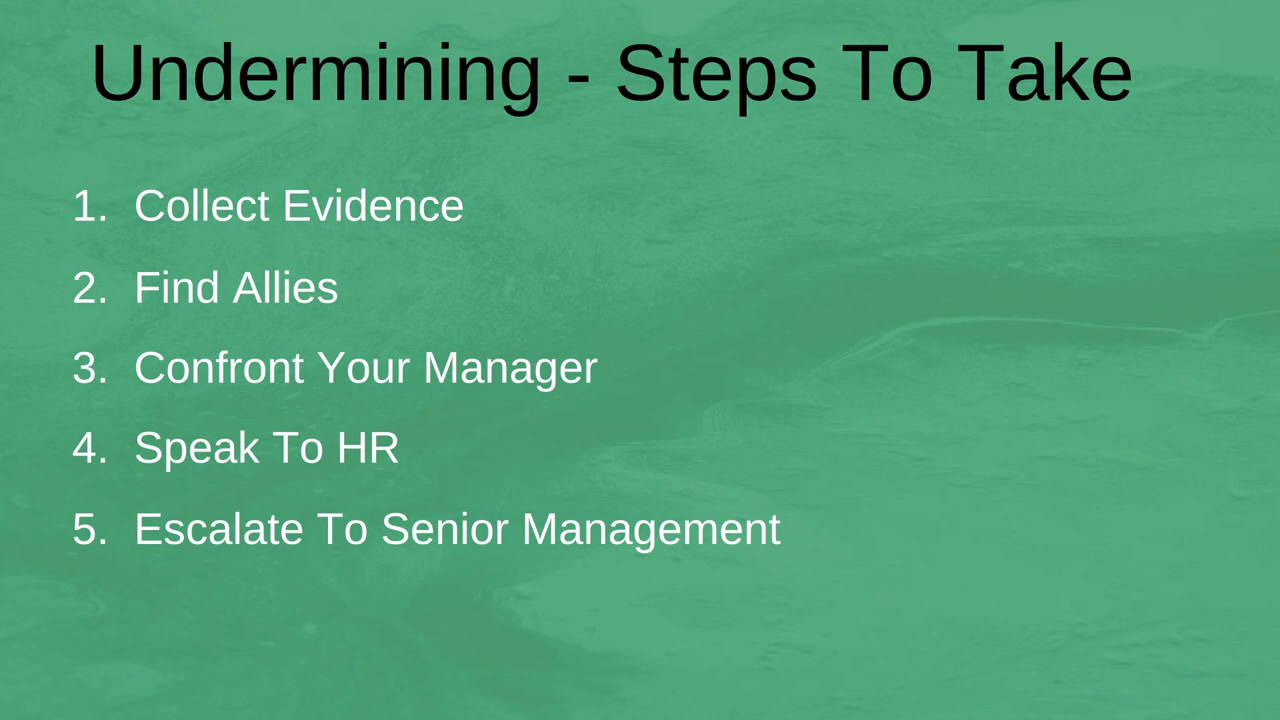 Undermining - Steps To Take
1. Collect Evidence
2. Find Allies
3. Confront Your Manager
4. Speak To HR
5. Escalate To Senior Management